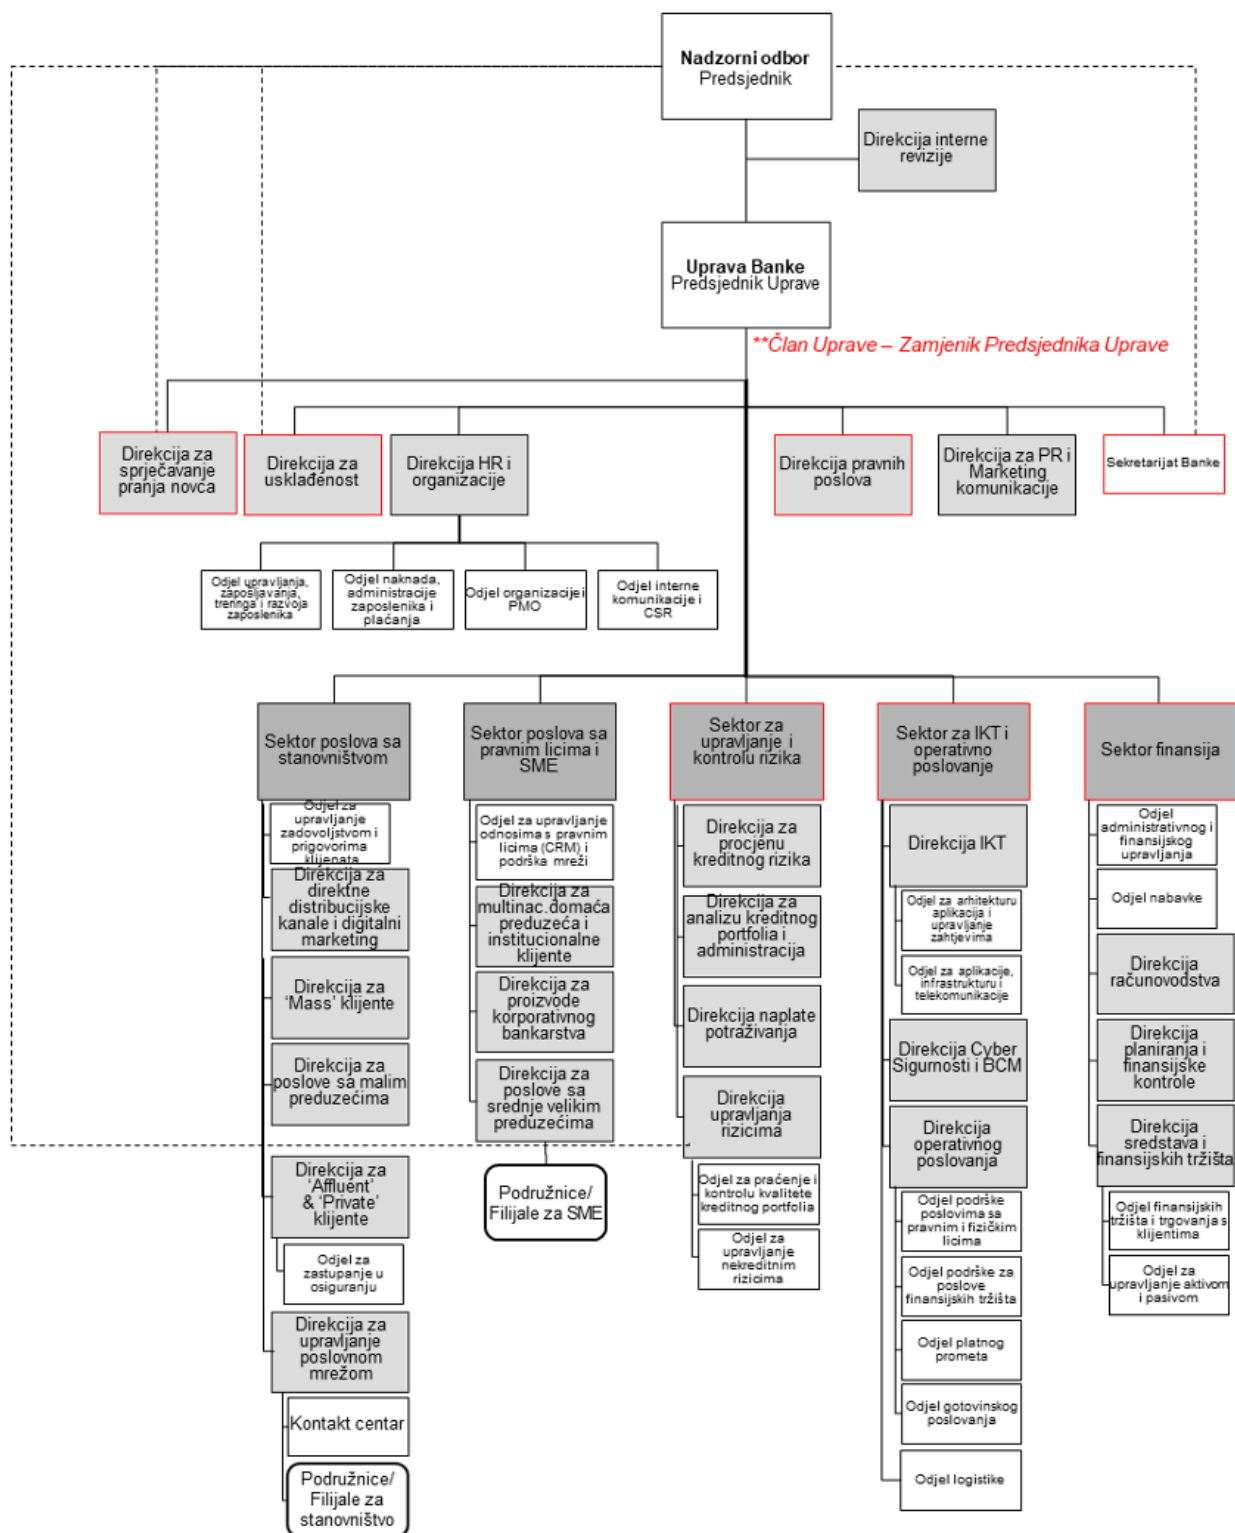 Nadzorni odbor
Predsjednik
Direkcija interne
revizije
Uprava Banke
Predsjednik Uprave
**Član Uprave – Zamjenik Predsjednika Uprave
Direkcija za
sprječavanje
pranja novca
Direkcija za
usklađenost
Direkcija HR i
organizacije
Direkcija pravnih
poslova
Direkcija za PR i
Marketing
komunikacije
Sekretarijat Banke
Odjel upravljanja,
zapošljavanja,
treninga i razvoja
zaposlenika
Odjel naknada,
administracije
zaposlenika i
plaćanja
Odjel organizacije i
PMO
Odjel interne
komunikacije i
CSR
Sektor poslova sa
stanovništvom
Odjel za
upravljanje
zadovoljstvom i
prigovorima
klijenata
Direkcija za
direktne
distribucijske
kanale i digitalni
marketing
Direkcija za
'Mass' klijente
Direkcija za
poslove sa malim
preduzećima
Direkcija za
'Affluent'
& 'Private'
klijente
Odjel za
zastupanje u
osiguranju
Direkcija za
upravljanje
poslovnom
mrežom
Kontakt centar
Podružnice/
Filijale za
stanovništvo
Sektor poslova sa
pravnim licima i
SME
Odjel za upravljanje
odnosima s pravnim
licima (CRM) i
podrška mreži
Direkcija za
multinac.domaća
preduzeća i
institucionalne
klijente
Direkcija za
proizvode
korporativnog
bankarstva
Direkcija za
poslove sa
srednje velikim
preduzećima
Podružnice/
Filijale za SME
Sektor za
upravljanje i
kontrolu rizika
Direkcija za
procjenu
kreditnog rizika
Direkcija za
analizu kreditnog
portfolia i
administracija
Direkcija naplate
potraživanja
Direkcija
upravljanja
rizicima
Odjel za praćenje i
kontrolu kvalitete
kreditnog portfolia
Odjel za
upravljanje
nekreditnim
rizicima
Sektor za IKT i
operativno
poslovanje
Direkcija IKT
Odjel za arhitekturu
aplikacija i
upravljanje
zahtjevima
Odjel za aplikacije,
infrastrukturu i
telekomunikacije
Direkcija Cyber
Sigurnosti i BCM
Direkcija
operativnog
poslovanja
Odjel podrške
poslovima sa
pravnim i fizičkim
licima
Odjel podrške za
poslove
finansijskih tržišta
Odjel platnog
prometa
Odjel gotovinskog
poslovanja
Odjel logistike
Sektor finansija
Odjel
administrativnog i
finansijskog
upravljanja
Odjel nabavke
Direkcija
računovodstva
Direkcija
planiranja i
finansijske
kontrole
Direkcija
sredstava i
finansijskih tržišta
Odjel finansijskih
tržišta i trgovanja s
klijentima
Odjel za
upravljanje aktivom
i pasivom